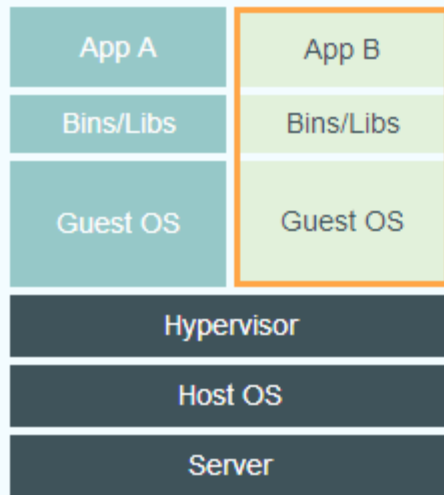 App A
App B
Bins/Libs
Bins/Libs
Guest OS
Guest OS
Hypervisor
Host OS
Server